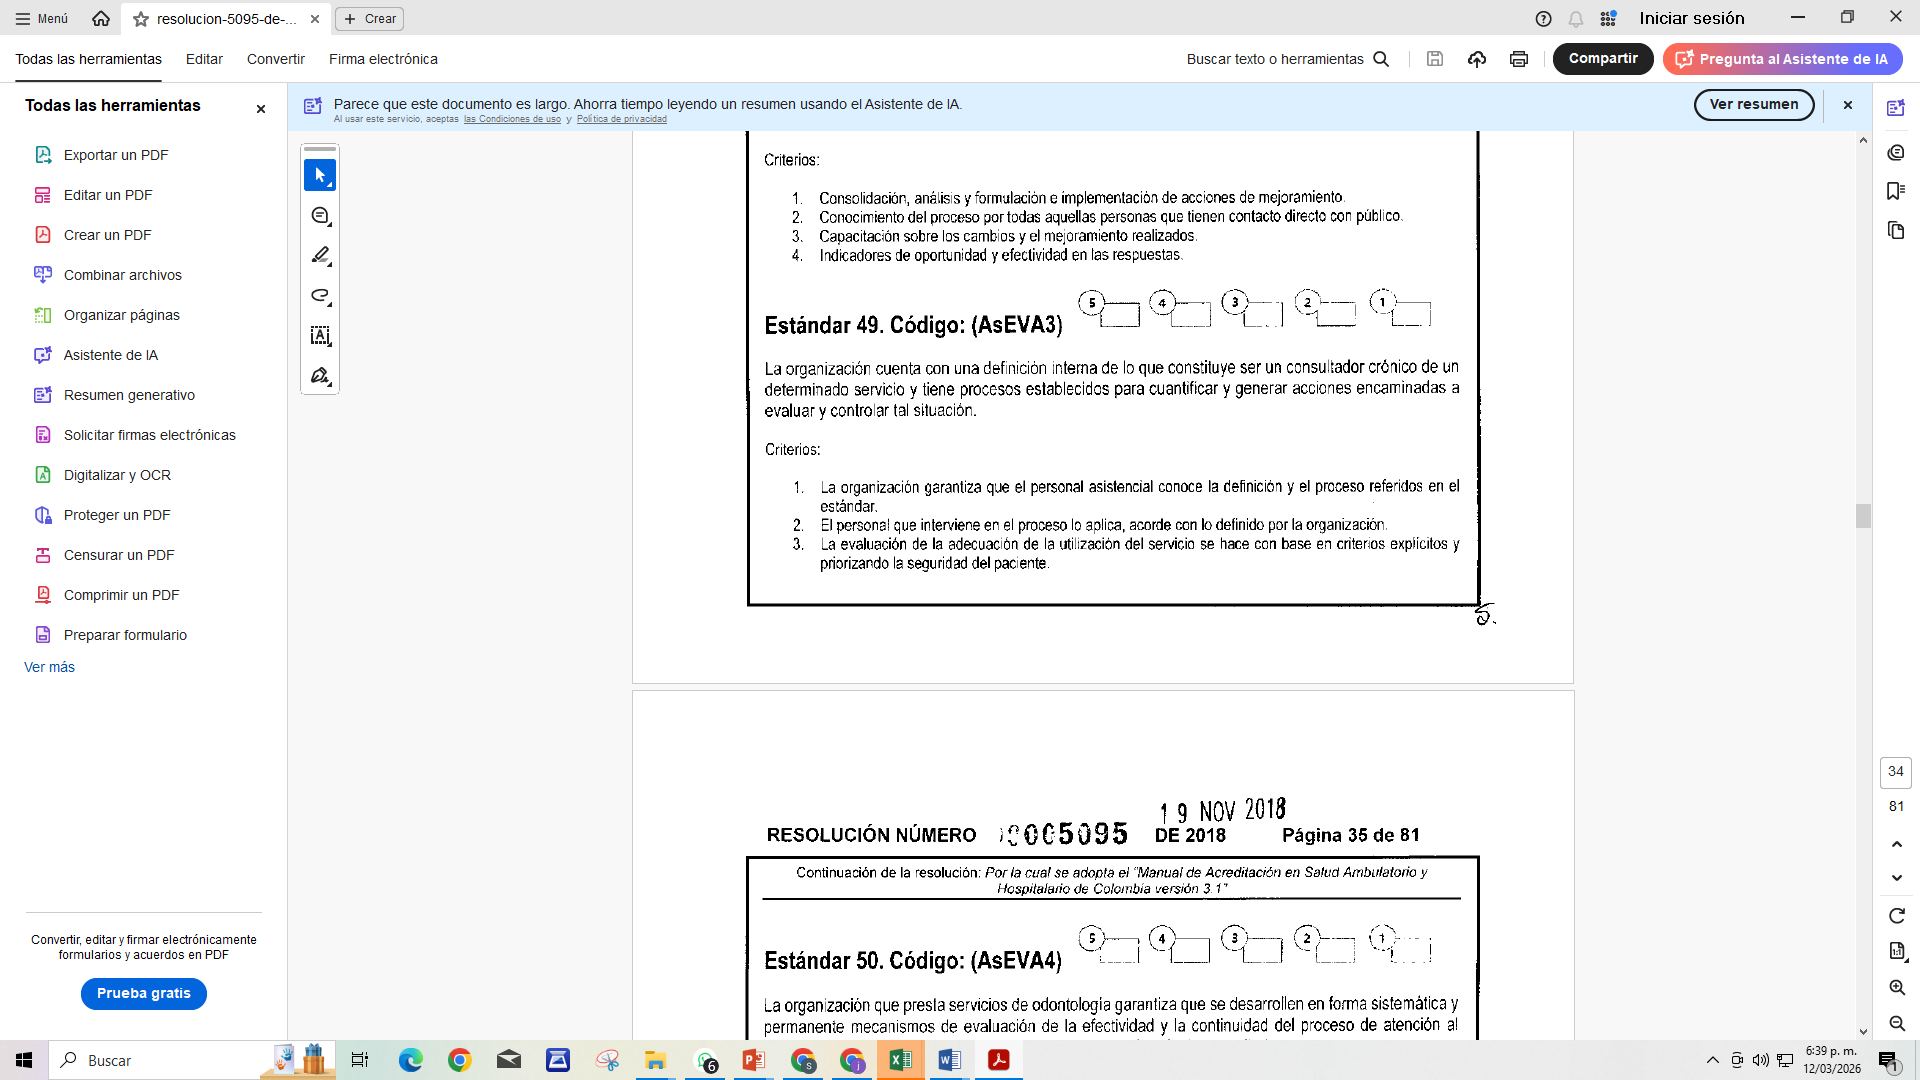 Menú
resolucion-5095-de-...
Crear
Iniciar sesión
Todas las herramientas
Editar
Convertir
Firma electrónica
Buscar texto o herramientas
Compartir
Pregunta al Asistente de IA
Todas las herramientas
Parece que este documento es largo. Ahorra tiempo leyendo un resumen usando el Asistente de IA.
Al usar este servicio, aceptas las Condiciones de uso y Política de privacidad
Ver resumen
Exportar un PDF
Editar un PDF
Crear un PDF
Combinar archivos
Organizar páginas
Asistente de IA
Resumen generativo
Solicitar firmas electrónicas
Digitalizar y OCR
Proteger un PDF
Censurar un PDF
Comprimir un PDF
Preparar formulario
Ver más
Convertir, editar y firmar electrónicamente
formularios y acuerdos en PDF
Prueba gratis
Criterios:
1. Consolidación, análisis y formulación e implementación de acciones de mejoramiento.
2. Conocimiento del proceso por todas aquellas personas que tienen contacto directo con público.
3. Capacitación sobre los cambios y el mejoramiento realizados.
4. Indicadores de oportunidad y efectividad en las respuestas.
5 4 3 2 1
Estándar 49. Código: (AsEVA3)
La organización cuenta con una definición interna de lo que constituye ser un consultador crónico de un
determinado servicio y tiene procesos establecidos para cuantificar y generar acciones encaminadas a
evaluar y controlar tal situación.
Criterios:
1. La organización garantiza que el personal asistencial conoce la definición y el proceso referidos en el
estándar.
2. El personal que interviene en el proceso lo aplica, acorde con lo definido por la organización.
3. La evaluación de la adecuación de la utilización del servicio se hace con base en criterios explícitos y
priorizando la seguridad del paciente.
19 NOV 2018
RESOLUCIÓN NÚMERO 005095 DE 2018 Página 35 de 81
Continuación de la resolución: Por la cual se adopta el "Manual de Acreditación en Salud Ambulatorio y
Hospitalario de Colombia versión 3.1"
5 4 3 2 1
Estándar 50. Código: (AsEVA4)
La organización que presta servicios de odontología garantiza que se desarrollen en forma sistemática y
permanente mecanismos de evaluación de la efectividad y la continuidad del proceso de atención al
34
81
Buscar
6
6:39 p. m.
12/03/2026
1